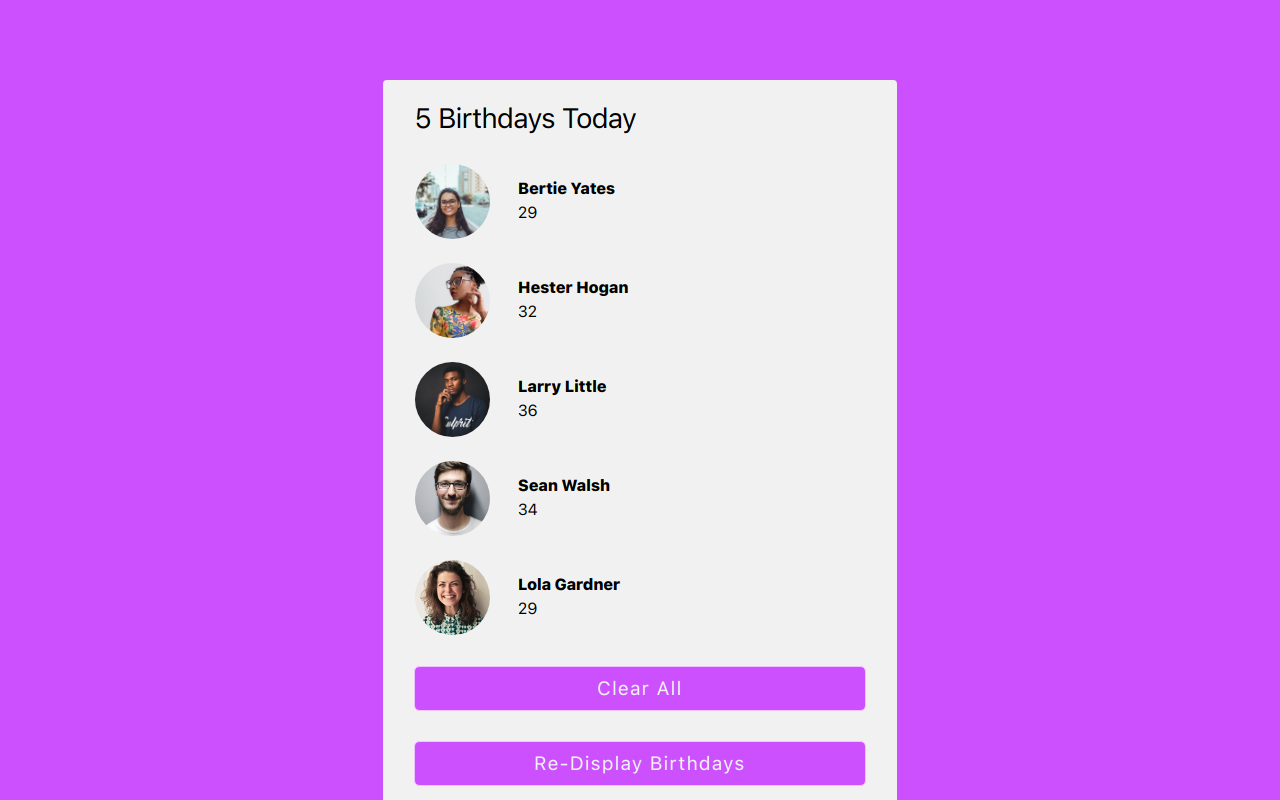 5 Birthdays Today
Bertie Yates
29
Hester Hogan
32
Larry Little
36
Sean Walsh
34
Lola Gardner
29
Clear All
Re-Display Birthdays